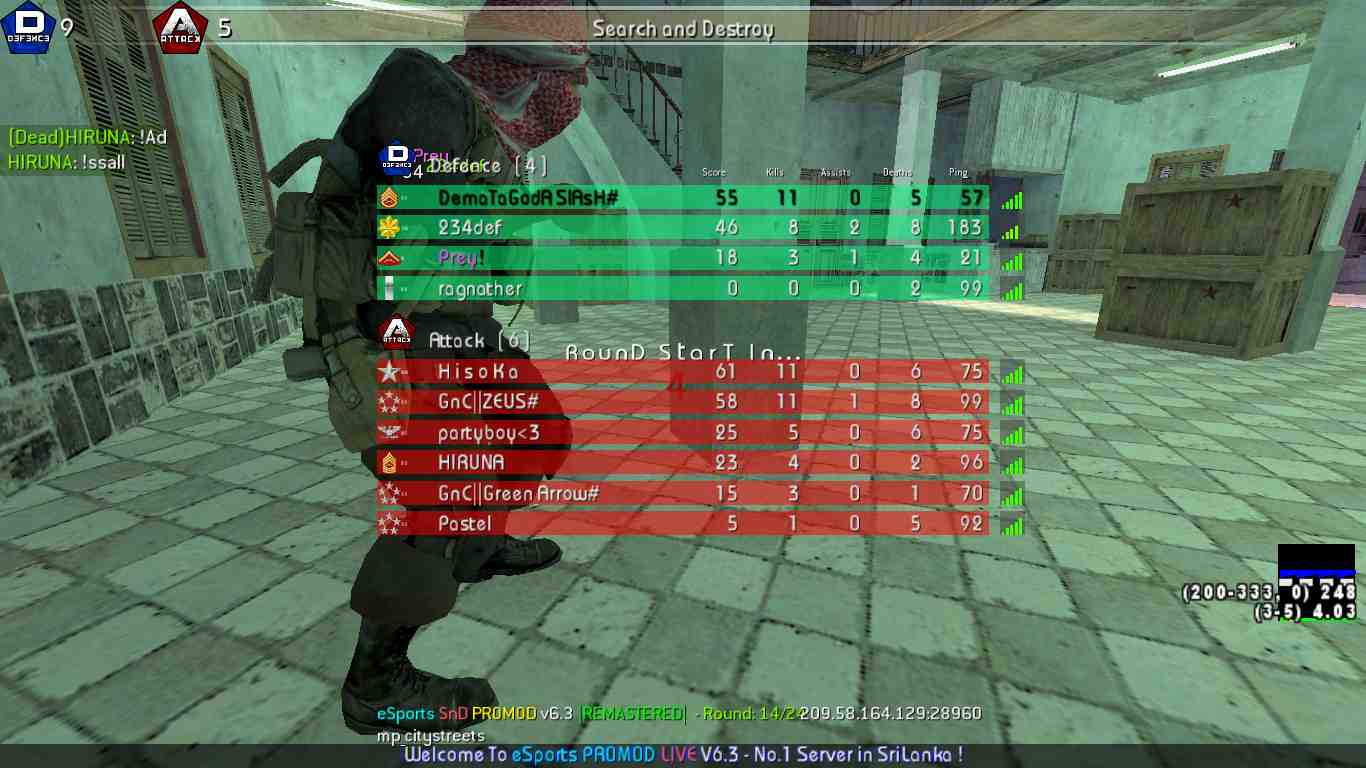 D3F3NC3 9 ATTACK 5 Search and Destroy
(Dead)HIRUNA: !Ad
HIRUNA: !ssall
Prey!
D3F3NC3 Defence [4] Score Kills Assists Deaths Ping
DemaTaGodA SlAsH# 55 11 0 5 57
234def 46 8 2 8 183
Prey! 18 3 1 4 21
ragnather 0 0 0 2 99
ATTACK Attack [6]
RounD StarT In...
4
HisoKa 61 11 0 6 75
GnC||ZEUS# 58 11 1 8 99
partyboy<3 25 5 0 6 75
HIRUNA 23 4 0 2 96
GnC||Green Arrow# 15 3 0 1 70
Pastel 5 1 0 5 92
(200-333, 0) 248
(3-5) 4.03
eSports SnD PROMOD v6.3 |REMASTERED| - Round: 14/24 209.58.164.129:28960
mp_citystreets
Welcome To eSports PROMOD LIVE V6.3 - No.1 Server in SriLanka !